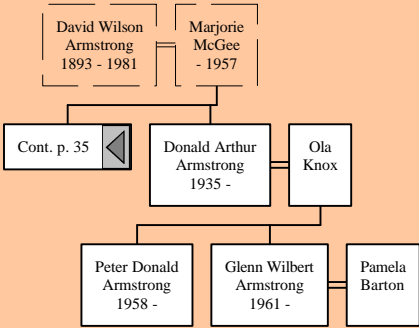 David Wilson
Armstrong
1893 - 1981
Marjorie
McGee
- 1957
Cont. p. 35
Donald Arthur
Armstrong
1935 -
Ola
Knox
Peter Donald
Armstrong
1958 -
Glenn Wilbert
Armstrong
1961 -
Pamela
Barton